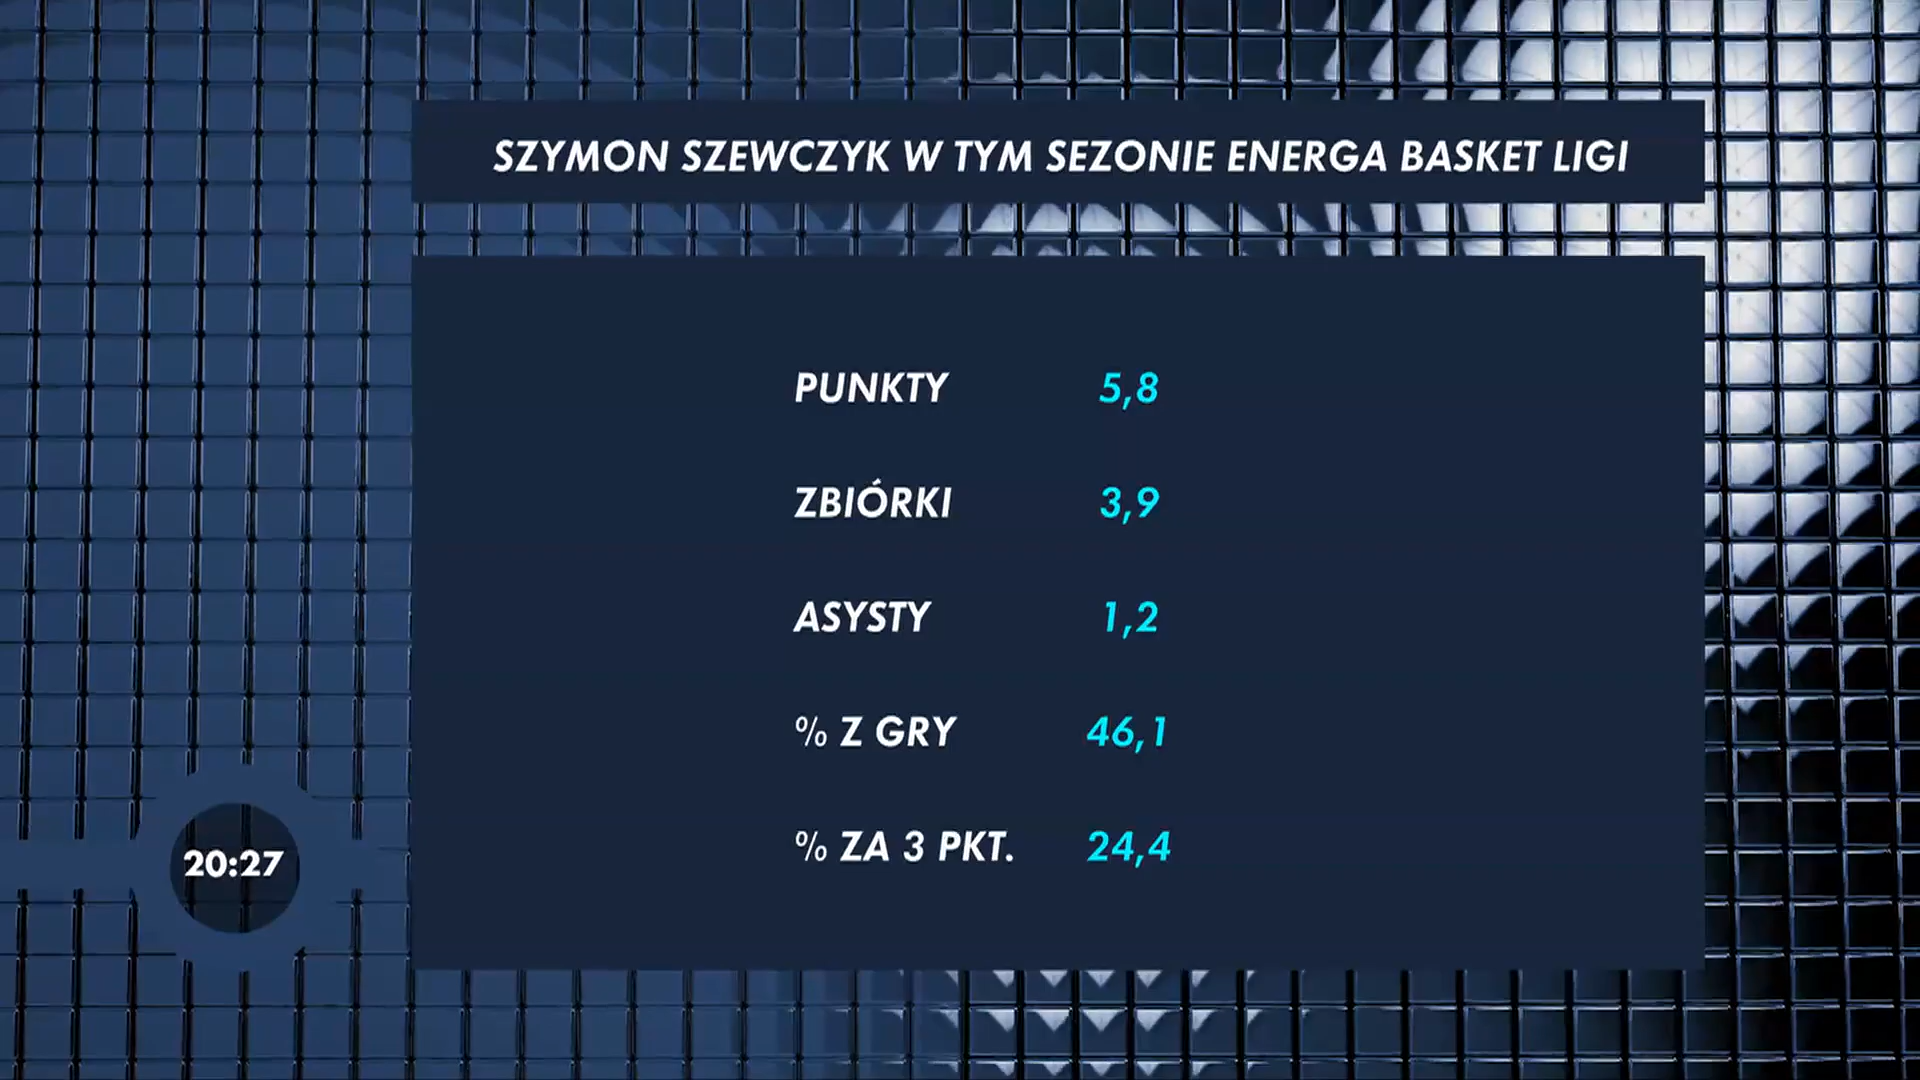 SZYMON SZEWCZYK W TYM SEZONIE ENERGA BASKET LIGI
PUNKTY 5,8
ZBIÓRKI 3,9
ASYSTY 1,2
% Z GRY 46,1
% ZA 3 PKT. 24,4
20:27